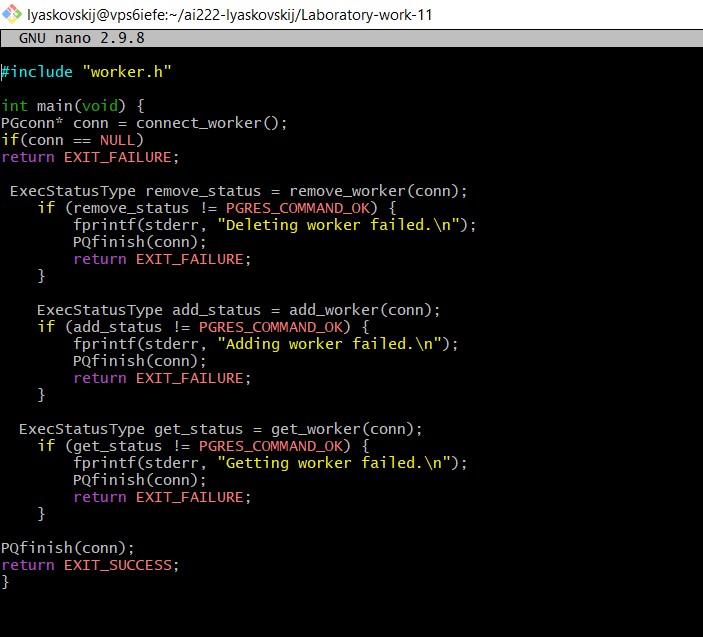 lyaskovskij@vps6iefe:~/ai222-lyaskovskij/Laboratory-work-11
GNU nano 2.9.8
#include "worker.h"
int main(void) {
PGconn* conn = connect_worker();
if(conn == NULL)
return EXIT_FAILURE;
ExecStatusType remove_status = remove_worker(conn);
if (remove_status != PGRES_COMMAND_OK) {
fprintf(stderr, "Deleting worker failed.\n");
PQfinish(conn);
return EXIT_FAILURE;
}
ExecStatusType add_status = add_worker(conn);
if (add_status != PGRES_COMMAND_OK) {
fprintf(stderr, "Adding worker failed.\n");
PQfinish(conn);
return EXIT_FAILURE;
}
ExecStatusType get_status = get_worker(conn);
if (get_status != PGRES_COMMAND_OK) {
fprintf(stderr, "Getting worker failed.\n");
PQfinish(conn);
return EXIT_FAILURE;
}
PQfinish(conn);
return EXIT_SUCCESS;
}